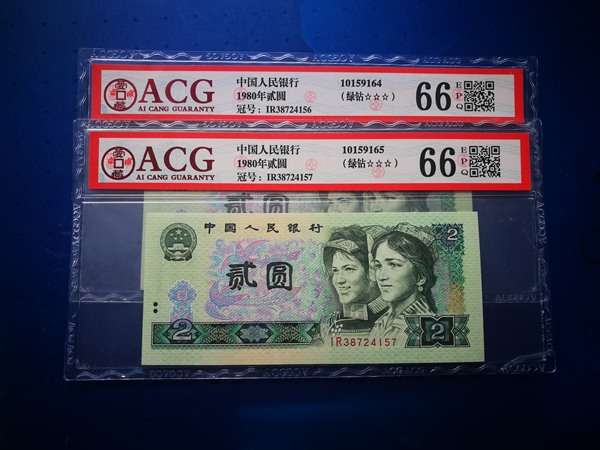 ACG
AI CANG GUARANTY
中国人民银行
1980年贰圆
冠号: IR38724156
10159164
(绿钻☆☆☆)
66
EPQ
ACG
AI CANG GUARANTY
中国人民银行
1980年贰圆
冠号: IR38724157
10159165
(绿钻☆☆☆)
66
EPQ
中国人民银行
贰圆
2
2
2
IR38724157